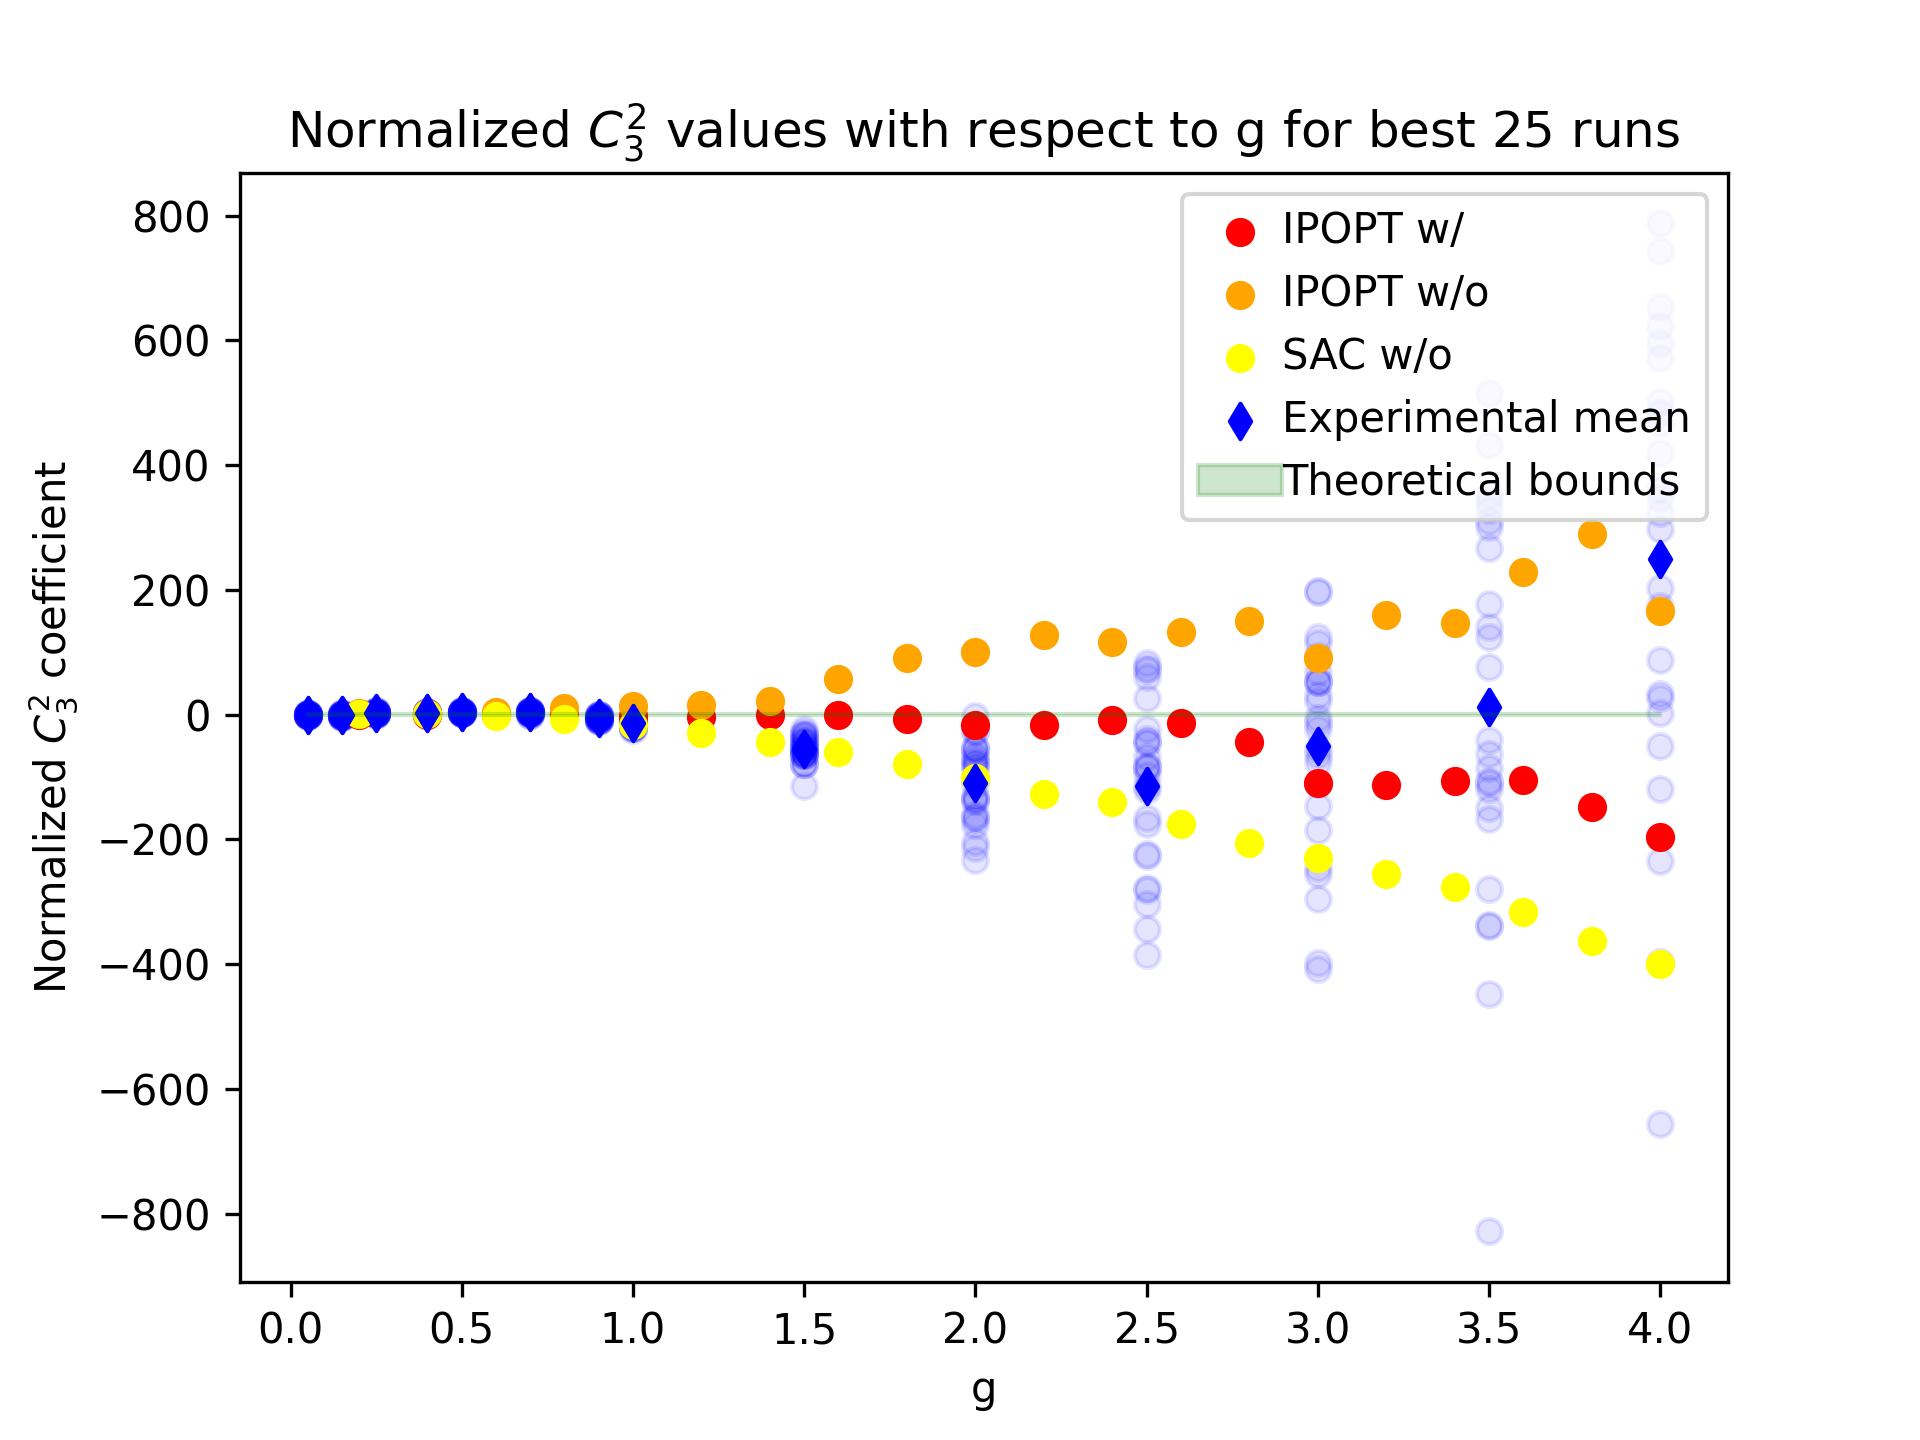 Normalized $C_3^2$ values with respect to g for best 25 runs
Normalized $C_3^2$ coefficient
800
600
400
200
0
−200
−400
−600
−800
IPOPT w/
IPOPT w/o
SAC w/o
Experimental mean
Theoretical bounds
0.0 0.5 1.0 1.5 2.0 2.5 3.0 3.5 4.0
g